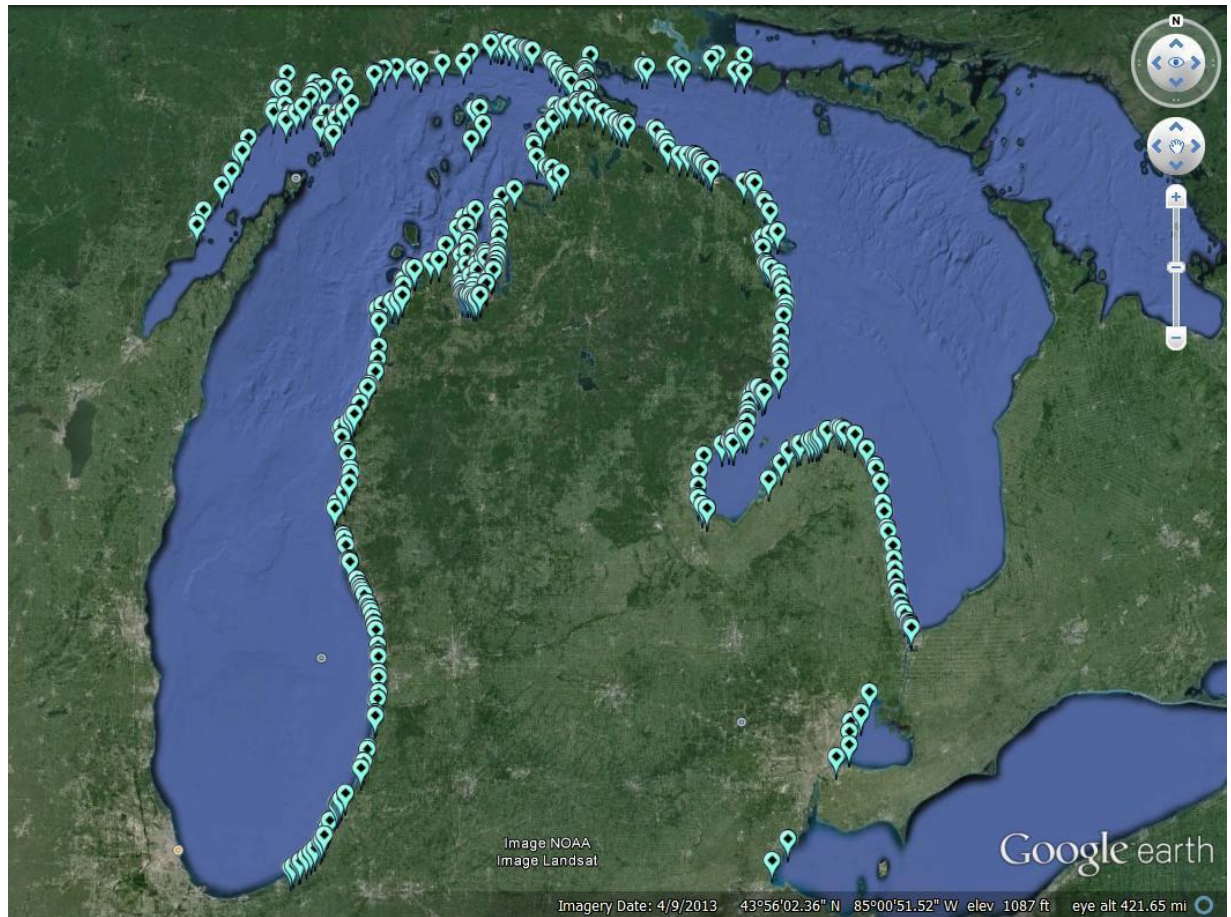 N
Image NOAA
Image Landsat
Google earth
Imagery Date: 4/9/2013 43°56'02.36" N 85°00'51.52" W elev 1087 ft eye alt 421.65 mi